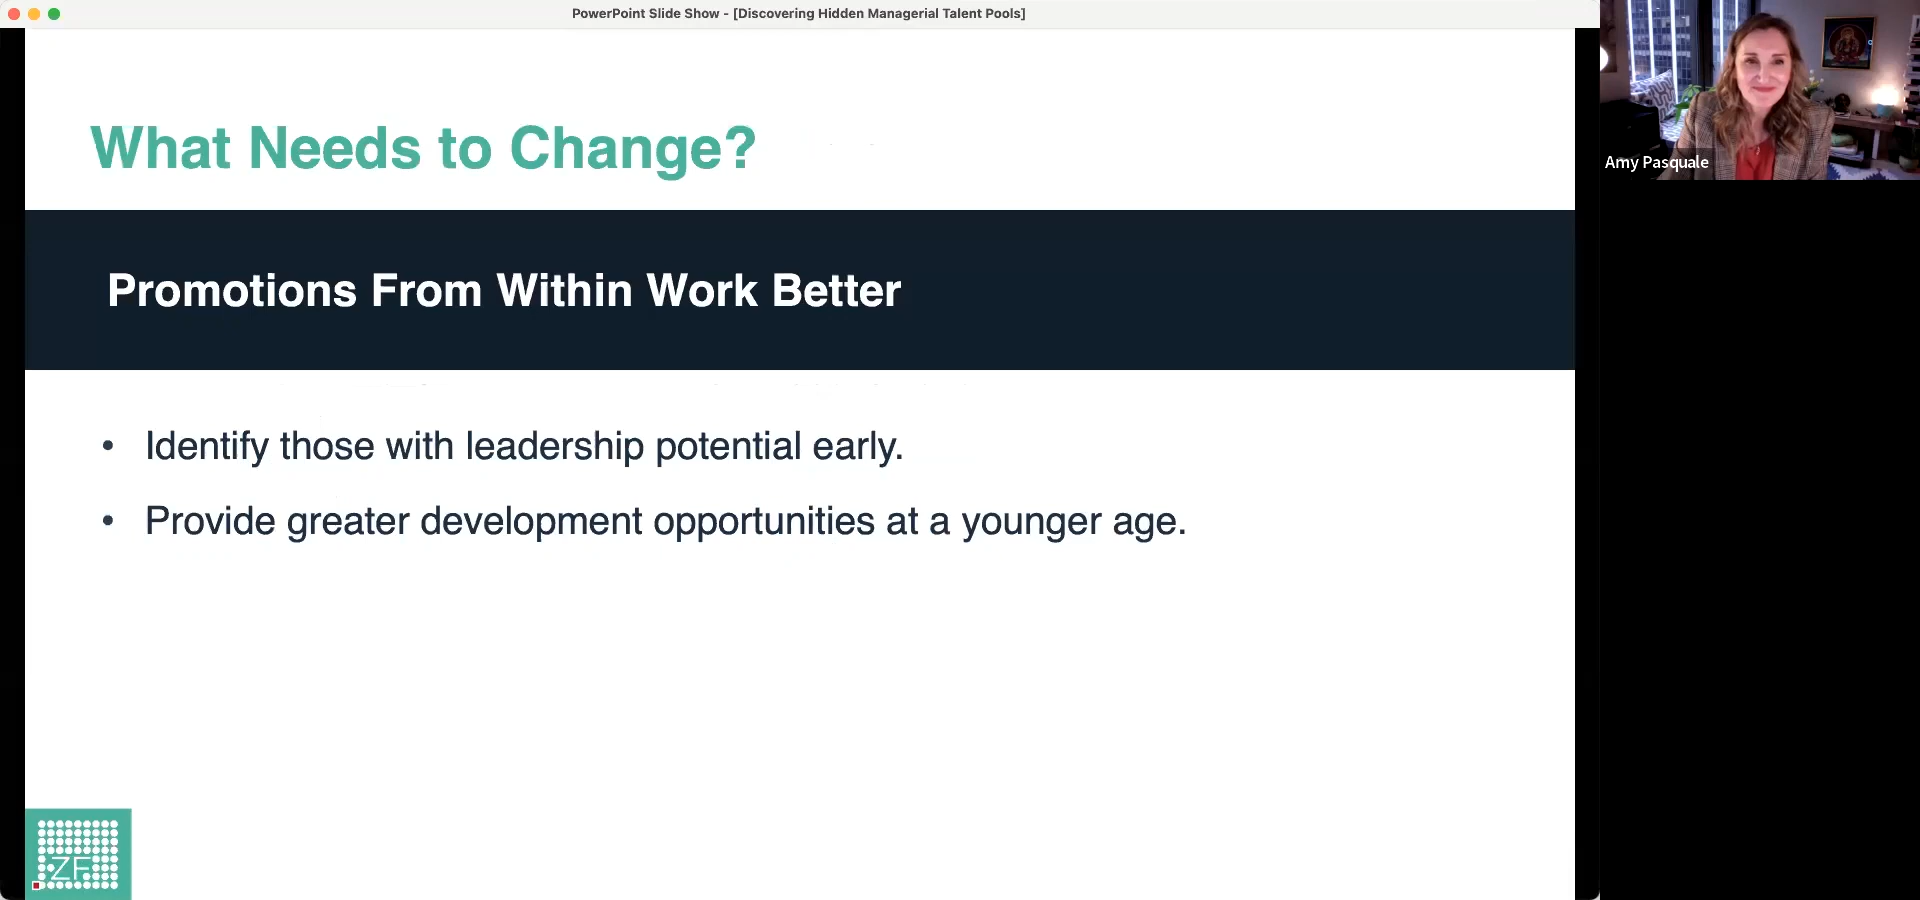 PowerPoint Slide Show - [Discovering Hidden Managerial Talent Pools]
Amy Pasquale
What Needs to Change?
Promotions From Within Work Better
• Identify those with leadership potential early.
• Provide greater development opportunities at a younger age.
ZF